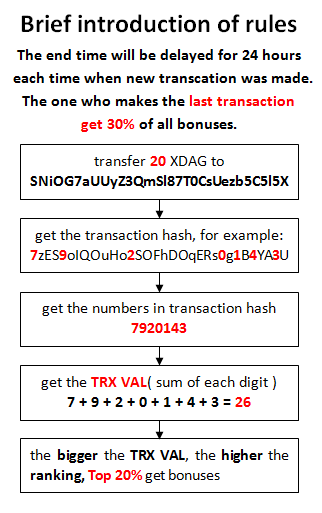 Brief introduction of rules
The end time will be delayed for 24 hours
each time when new transcation was made.
The one who makes the last transaction
get 30% of all bonuses.
transfer 20 XDAG to
SNiOG7aUUyZ3QmSl87T0CsUezb5C5l5X
get the transaction hash, for example:
7zES9oIQOuHo2SOFhDOqERs0g1B4YA3U
get the numbers in transaction hash
7920143
get the TRX VAL( sum of each digit )
7 + 9 + 2 + 0 + 1 + 4 + 3 = 26
the bigger the TRX VAL, the higher the
ranking, Top 20% get bonuses